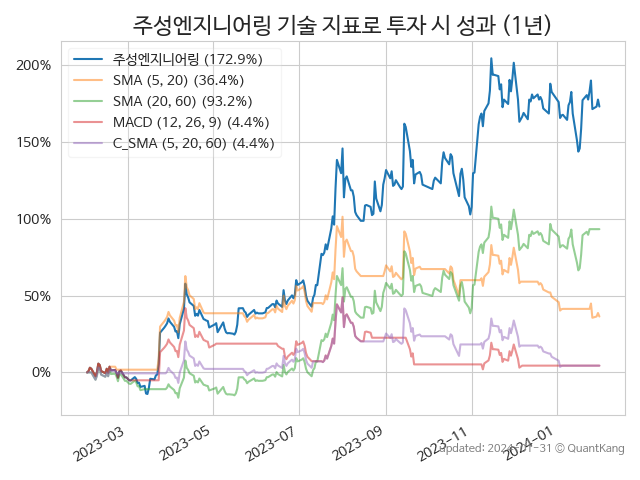 주성엔지니어링 기술 지표로 투자 시 성과 (1년)
주성엔지니어링 (172.9%)
SMA (5, 20) (36.4%)
SMA (20, 60) (93.2%)
MACD (12, 26, 9) (4.4%)
C_SMA (5, 20, 60) (4.4%)
200%
150%
100%
50%
0%
2023-03
2023-05
2023-07
2023-09
2023-11
2024-01
updated: 2024-01-31 © QuantKang